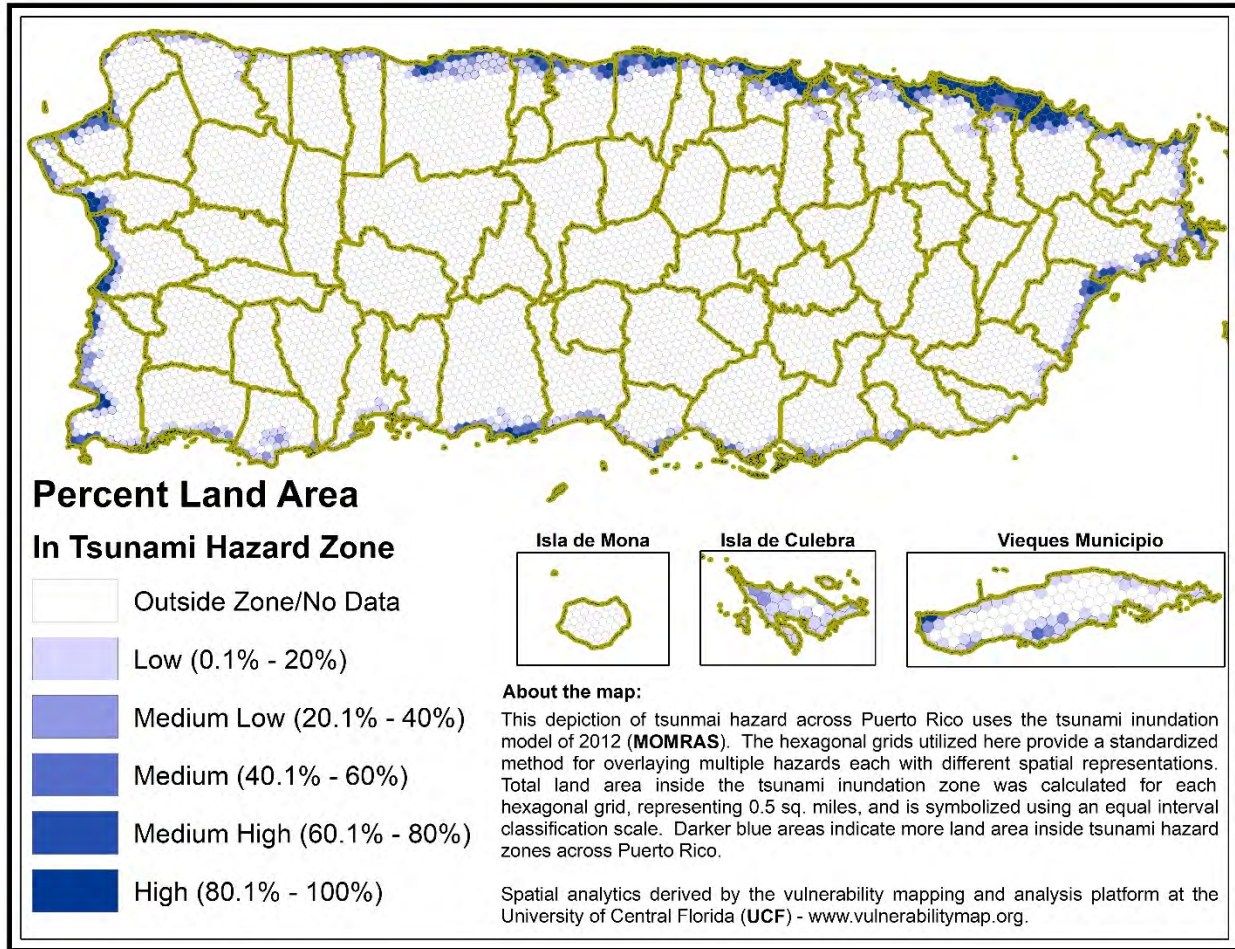 Percent Land Area
In Tsunami Hazard Zone
Outside Zone/No Data
Low (0.1% - 20%)
Medium Low (20.1% - 40%)
Medium (40.1% - 60%)
Medium High (60.1% - 80%)
High (80.1% - 100%)
Isla de Mona
Isla de Culebra
Vieques Municipio
About the map:
This depiction of tsunmai hazard across Puerto Rico uses the tsunami inundation
model of 2012 (MOMRAS). The hexagonal grids utilized here provide a standardized
method for overlaying multiple hazards each with different spatial representations.
Total land area inside the tsunami inundation zone was calculated for each
hexagonal grid, representing 0.5 sq. miles, and is symbolized using an equal interval
classification scale. Darker blue areas indicate more land area inside tsunami hazard
zones across Puerto Rico.
Spatial analytics derived by the vulnerability mapping and analysis platform at the
University of Central Florida (UCF) - www.vulnerabilitymap.org.